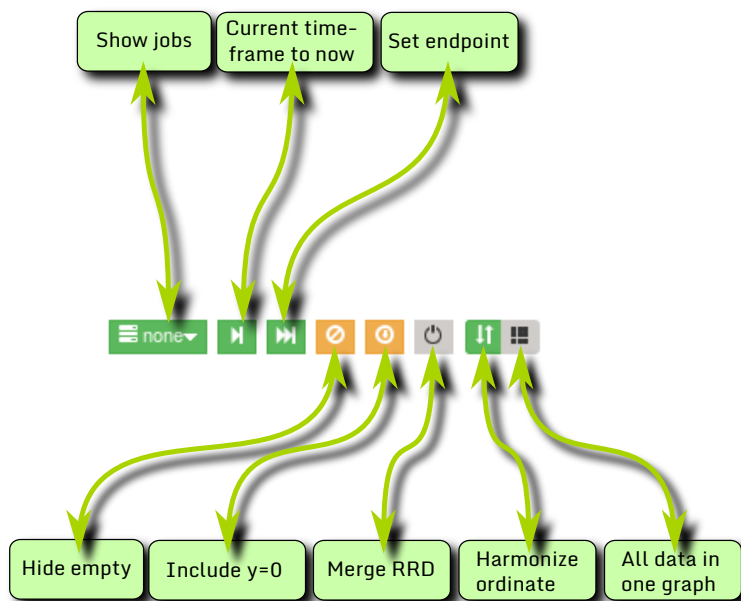 Show jobs
Current time-
frame to now
Set endpoint
none
Hide empty
Include y=0
Merge RRD
Harmonize
ordinate
All data in
one graph